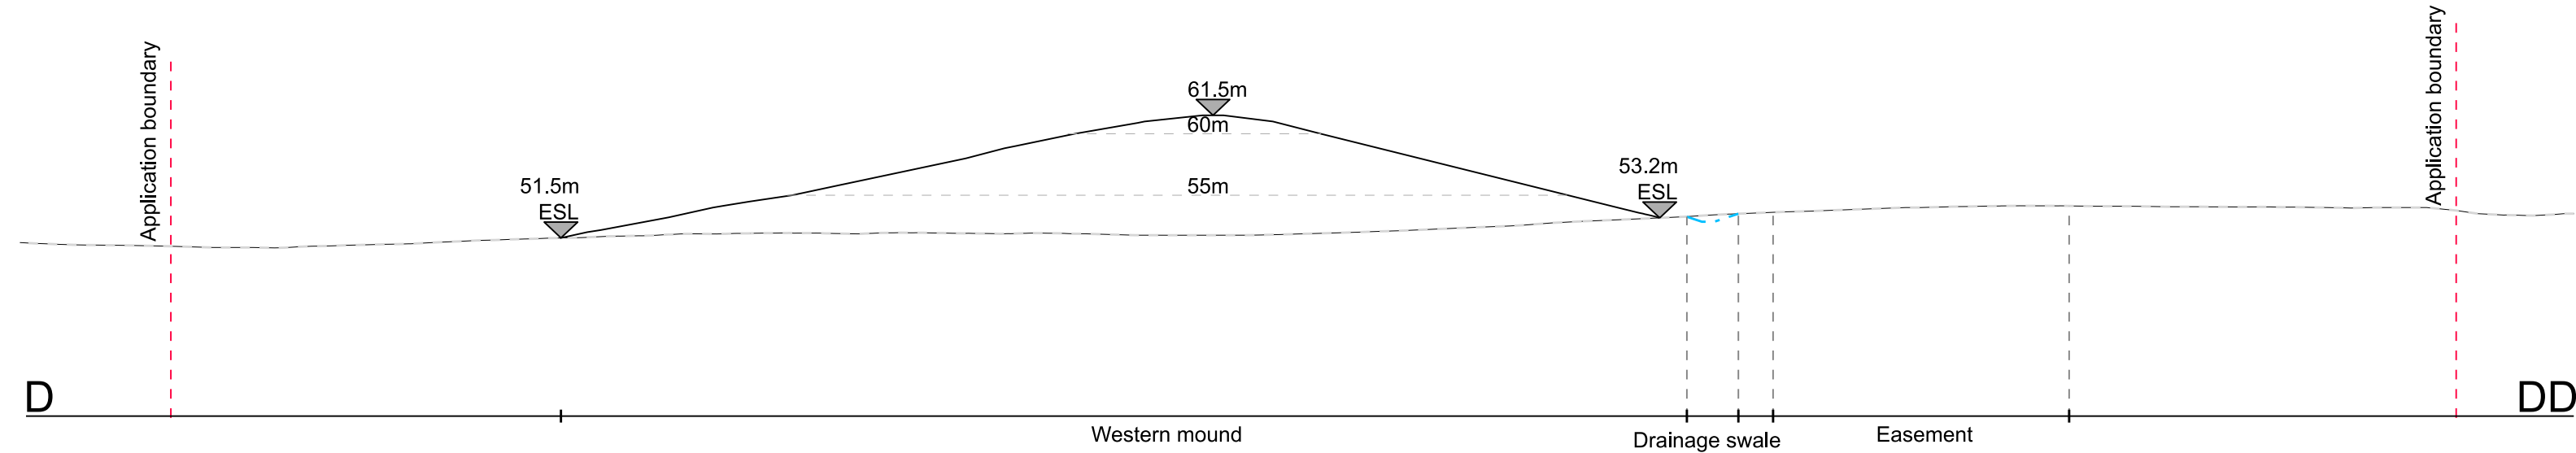 Application boundary
Application boundary
61.5m
60m
53.2m
ESL
51.5m
ESL
55m
D
DD
Western mound
Drainage swale
Easement